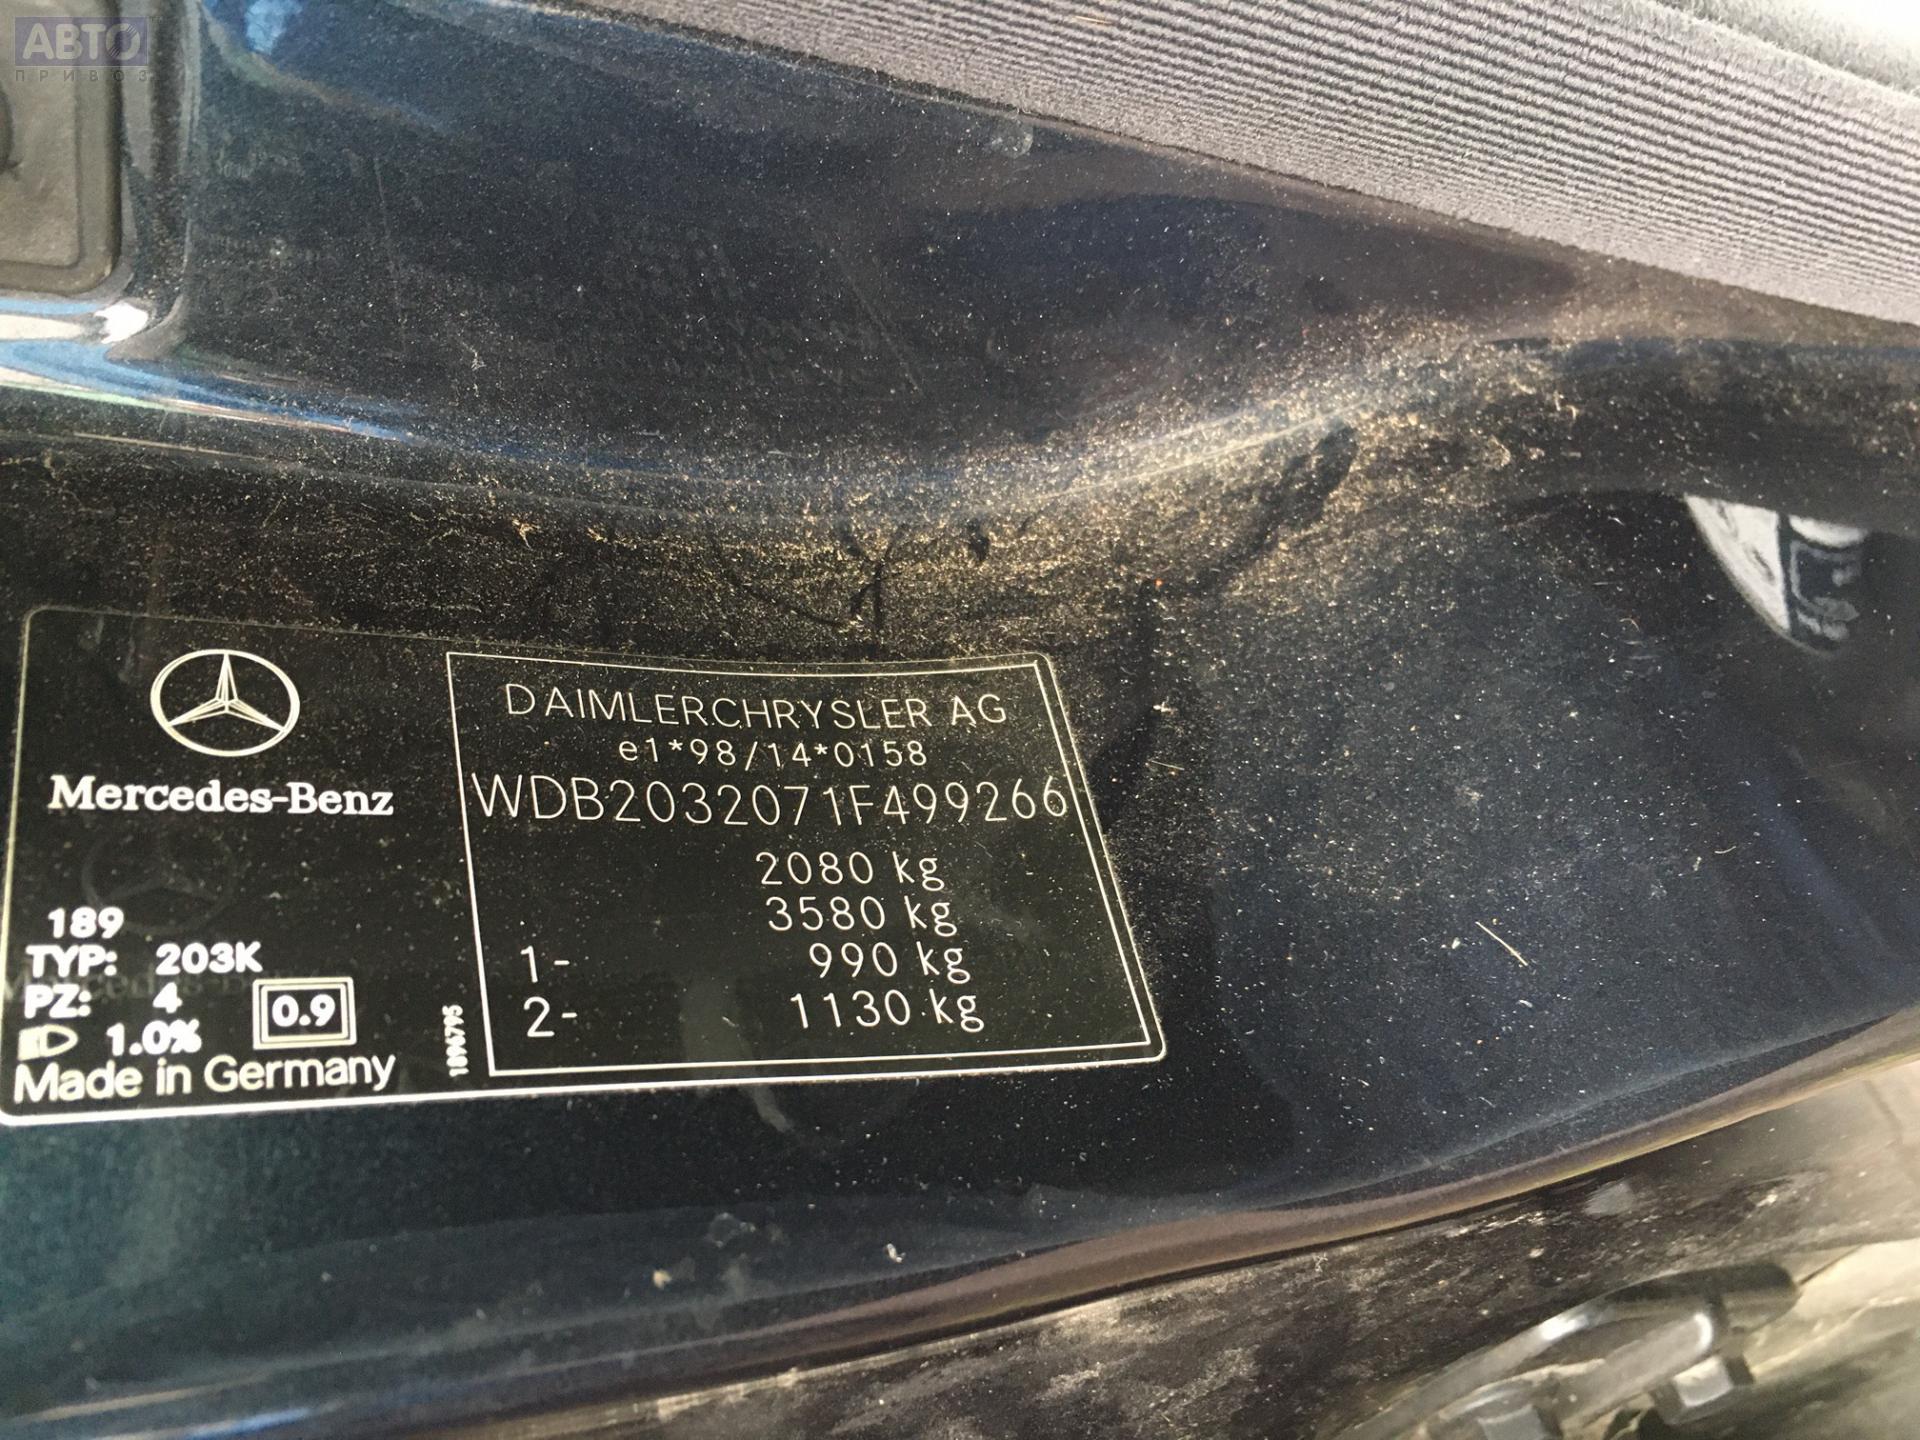 АВТО
ПРИВОЗ
Mercedes-Benz
189
TYP: 203K
PZ: 4
0.9
1.0%
Made in Germany
1896795
DAIMLERCHRYSLER AG
e1*98/14*0158
WDB2032071F499266
2080 kg
3580 kg
1- 990 kg
2- 1130 kg